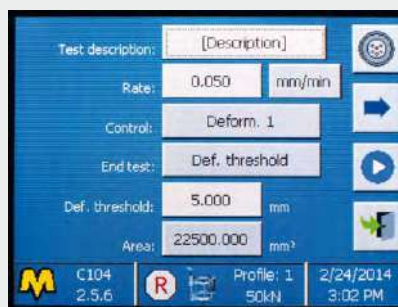 Test description: [Description]
Rate: 0.050 mm/min
Control: Deform. 1
End test: Def. threshold
Def. threshold: 5.000 mm
Area: 22500.000 mm²
C104 R Profile: 1 2/24/2014
2.5.6 50kN 3:02 PM